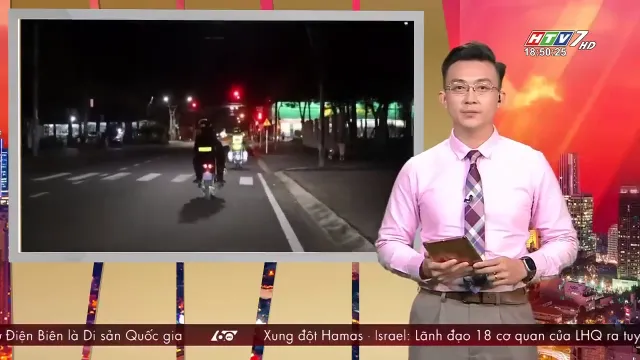 HTV7 HD
18:50:25
Điện Biên là Di sản Quốc gia 60 Xung đột Hamas - Israel: Lãnh đạo 18 cơ quan của LHQ ra tuy